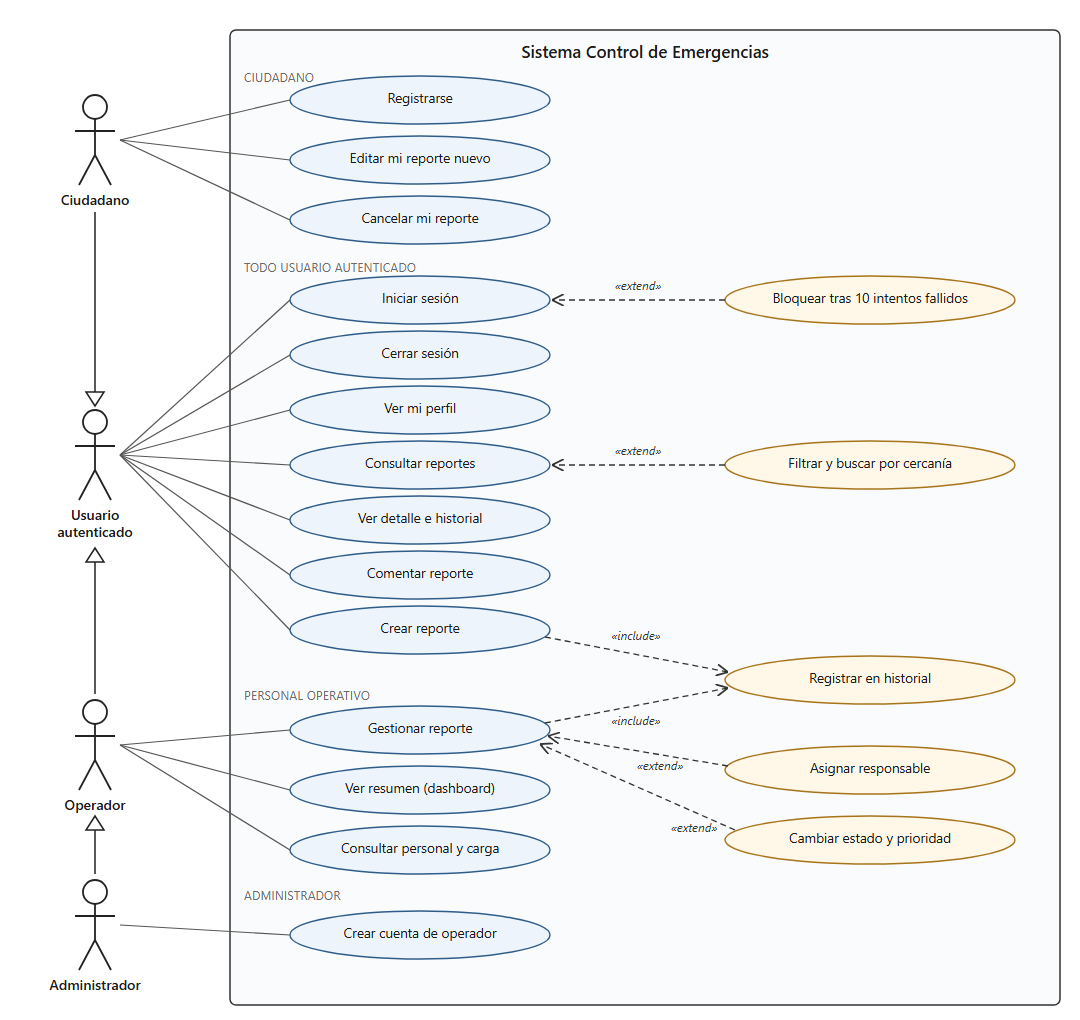 Sistema Control de Emergencias
CIUDADANO
Registrarse
Editar mi reporte nuevo
Ciudadano
Cancelar mi reporte
TODO USUARIO AUTENTICADO
Iniciar sesión
«extend»
Bloquear tras 10 intentos fallidos
Cerrar sesión
Ver mi perfil
Consultar reportes
«extend»
Filtrar y buscar por cercanía
Usuario
autenticado
Ver detalle e historial
Comentar reporte
Crear reporte
«include»
Registrar en historial
PERSONAL OPERATIVO
Gestionar reporte
«include»
«extend»
Asignar responsable
Ver resumen (dashboard)
Operador
«extend»
Cambiar estado y prioridad
Consultar personal y carga
ADMINISTRADOR
Crear cuenta de operador
Administrador